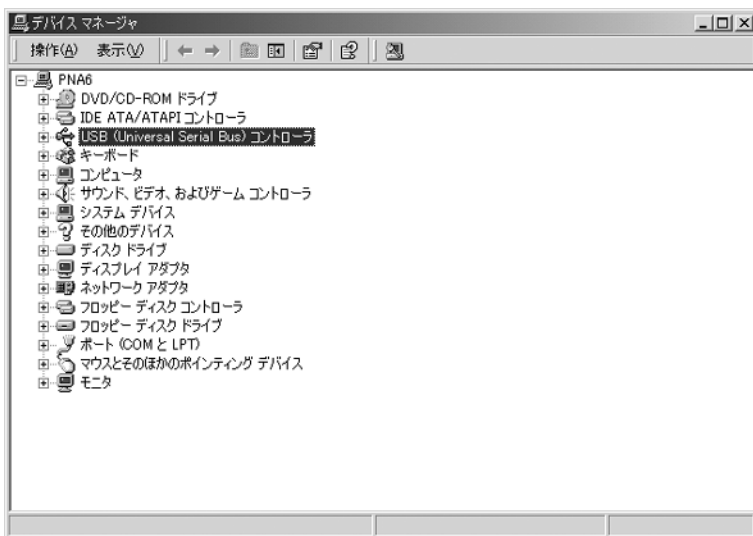 デバイス マネージャ
操作(A) 表示(V)
PNA6
DVD/CD-ROM ドライブ
IDE ATA/ATAPI コントローラ
USB (Universal Serial Bus) コントローラ
キーボード
コンピュータ
サウンド、ビデオ、およびゲーム コントローラ
システム デバイス
その他のデバイス
ディスク ドライブ
ディスプレイ アダプタ
ネットワーク アダプタ
フロッピー ディスク コントローラ
フロッピー ディスク ドライブ
ポート (COM と LPT)
マウスとそのほかのポインティング デバイス
モニタ